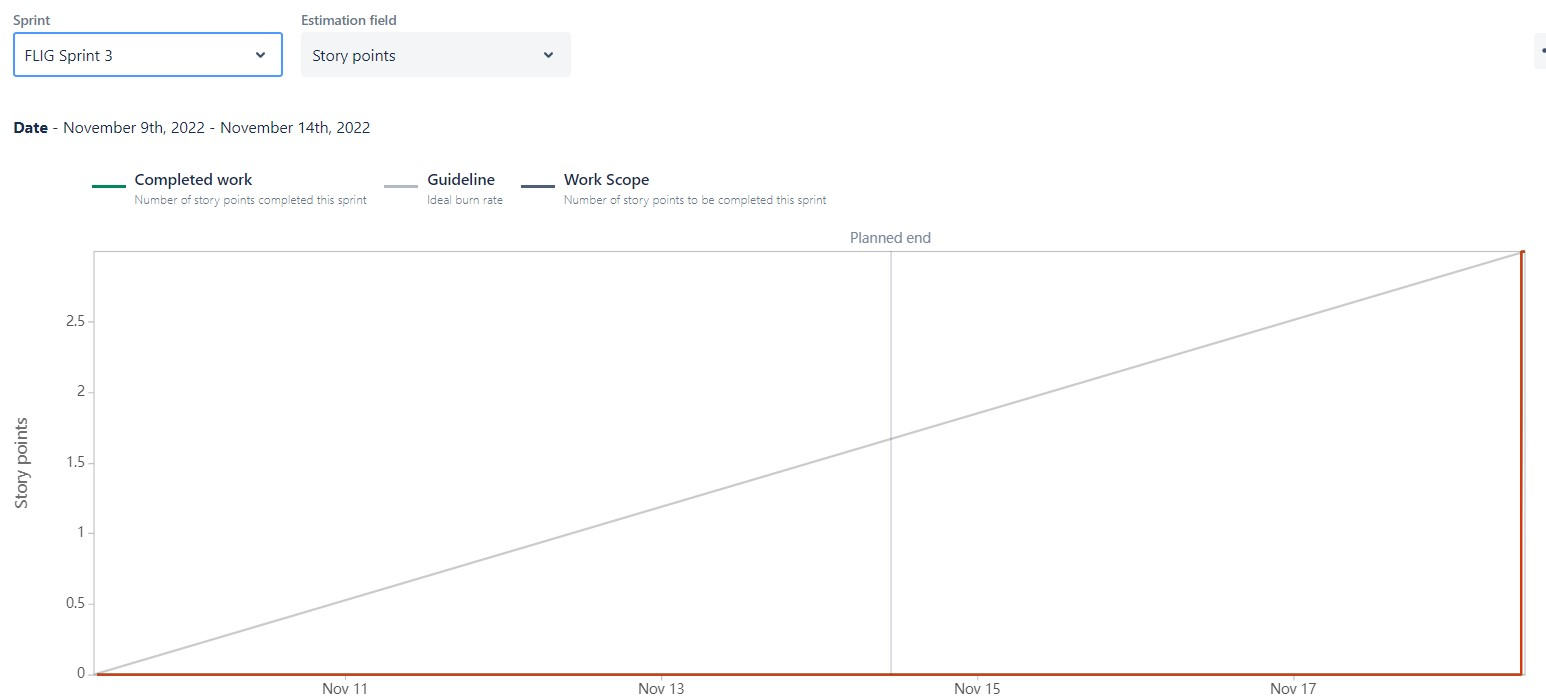 Sprint Estimation field
FLIG Sprint 3 Story points
Date - November 9th, 2022 - November 14th, 2022
Completed work Guideline Work Scope
Number of story points completed this sprint Ideal burn rate Number of story points to be completed this sprint
Planned end
2.5
2
1.5
1
0.5
0
Story points
Nov 11 Nov 13 Nov 15 Nov 17